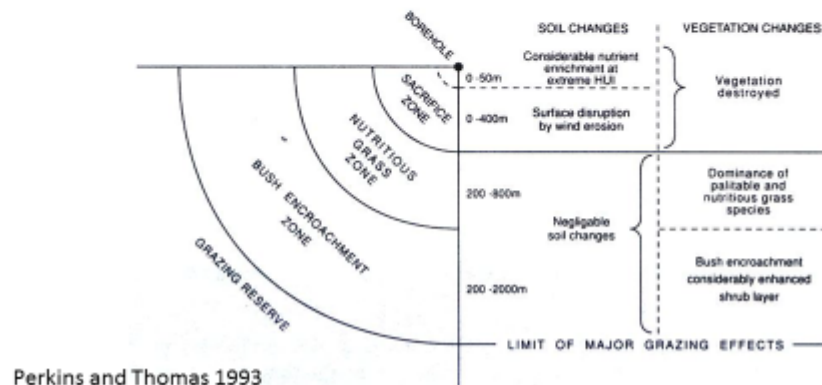 SOIL CHANGES
VEGETATION CHANGES
BOREHOLE
0 -50m
Considerable nutrient
enrichment at
extreme HUI
Vegetation
destroyed
SACRIFICE
ZONE
0 -400m
Surface disruption
by wind erosion
NUTRITIOUS
GRASS
ZONE
200 -800m
Negligable
soil changes
Dominance of
palitable and
nutritious grass
species
BUSH ENCROACHMENT
ZONE
200 -2000m
Bush encroachment
considerably enhanced
shrub layer
GRAZING RESERVE
LIMIT OF MAJOR GRAZING EFFECTS
Perkins and Thomas 1993